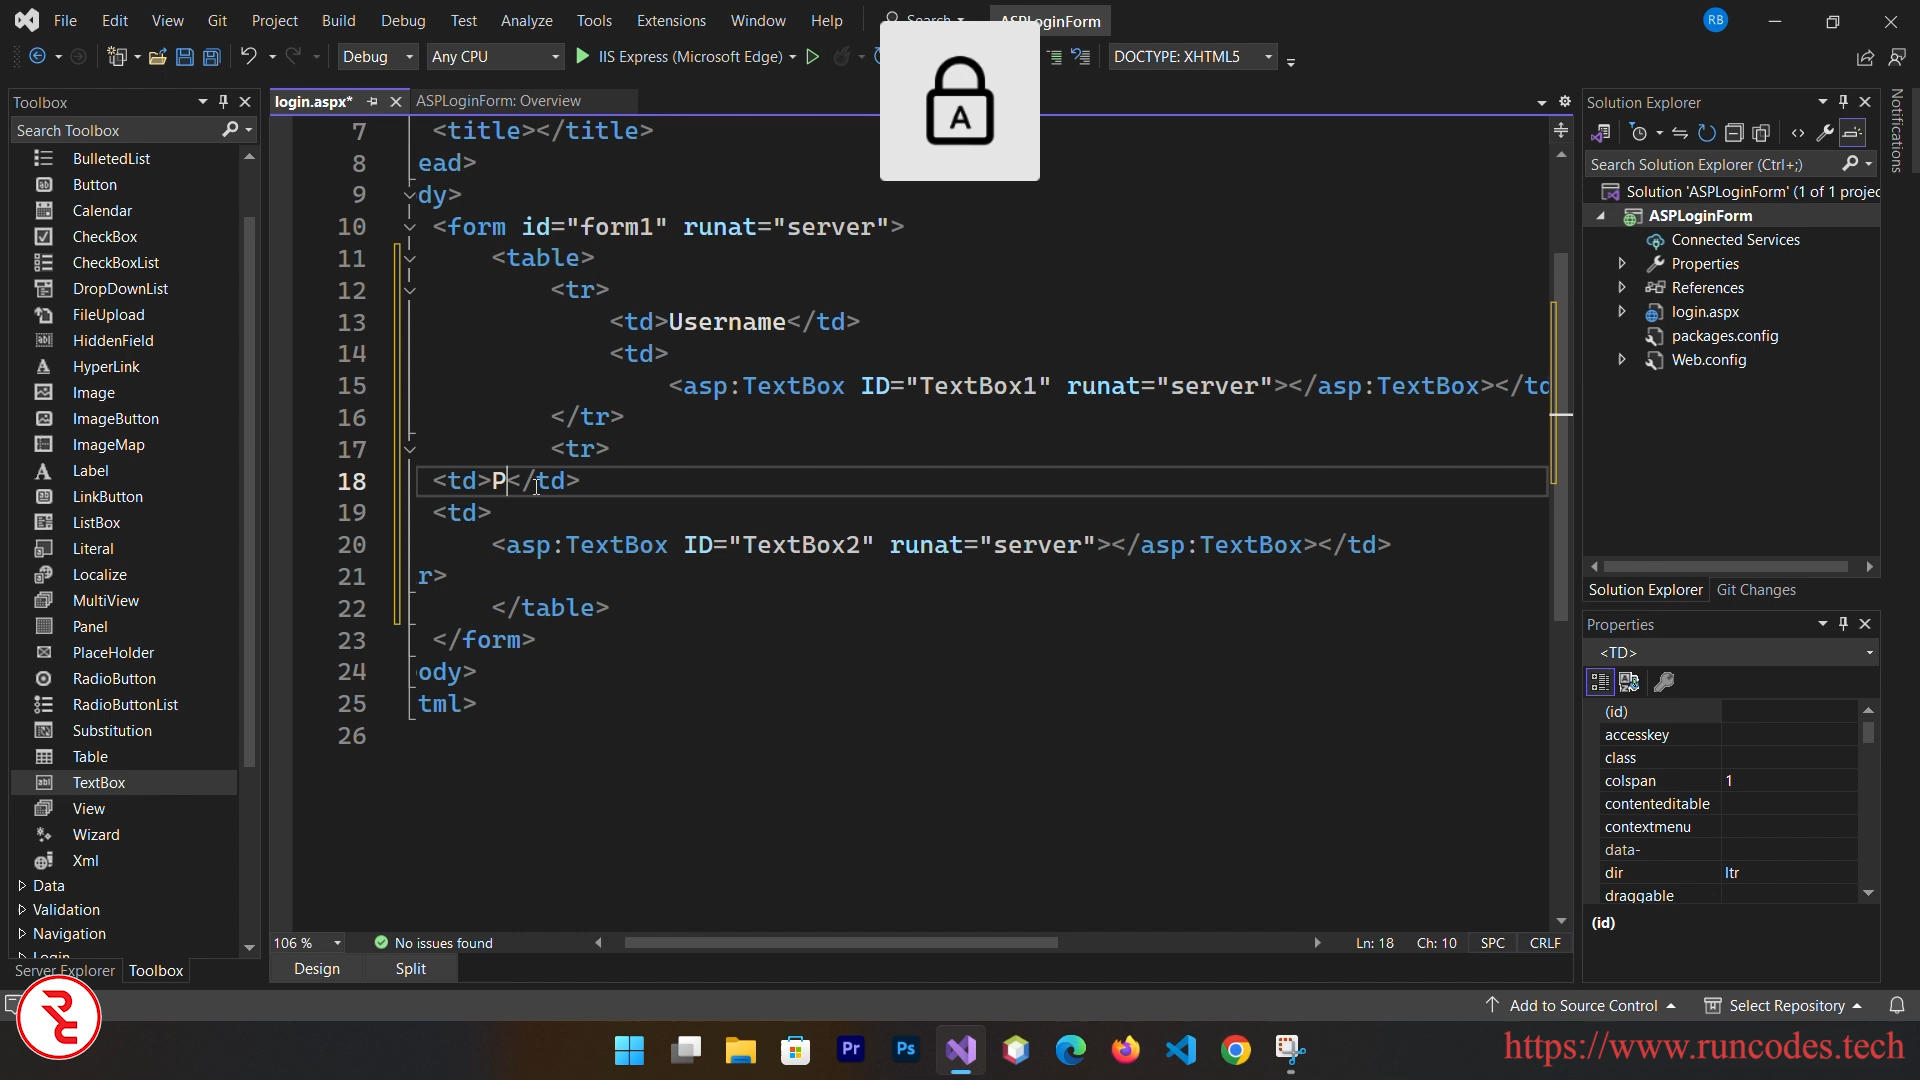 File Edit View Git Project Build Debug Test Analyze Tools Extensions Window Help Search ASPLoginForm RB
Debug Any CPU IIS Express (Microsoft Edge) DOCTYPE: XHTML5
A
Toolbox
Search Toolbox
BulletedList
Button
Calendar
CheckBox
CheckBoxList
DropDownList
FileUpload
HiddenField
HyperLink
Image
ImageButton
ImageMap
Label
LinkButton
ListBox
Literal
Localize
MultiView
Panel
PlaceHolder
RadioButton
RadioButtonList
Substitution
Table
TextBox
View
Wizard
Xml
Data
Validation
Navigation
Login
Server Explorer Toolbox
login.aspx* ASPLoginForm: Overview
7 <title></title>
8 ead>
9 dy>
10 <form id="form1" runat="server">
11 <table>
12 <tr>
13 <td>Username</td>
14 <td>
15 <asp:TextBox ID="TextBox1" runat="server"></asp:TextBox></td
16 </tr>
17 <tr>
18 <td>P</td>
19 <td>
20 <asp:TextBox ID="TextBox2" runat="server"></asp:TextBox></td>
21 r>
22 </table>
23 </form>
24 ody>
25 tml>
26
106 % No issues found Ln: 18 Ch: 10 SPC CRLF
Design Split
Solution Explorer
Search Solution Explorer (Ctrl+;)
Solution 'ASPLoginForm' (1 of 1 projec
ASPLoginForm
Connected Services
Properties
References
login.aspx
packages.config
Web.config
Solution Explorer Git Changes
Properties
<TD>
(id)
accesskey
class
colspan 1
contenteditable
contextmenu
data-
dir ltr
draggable
(id)
Notifications
Add to Source Control Select Repository
Pr Ps
https://www.runcodes.tech